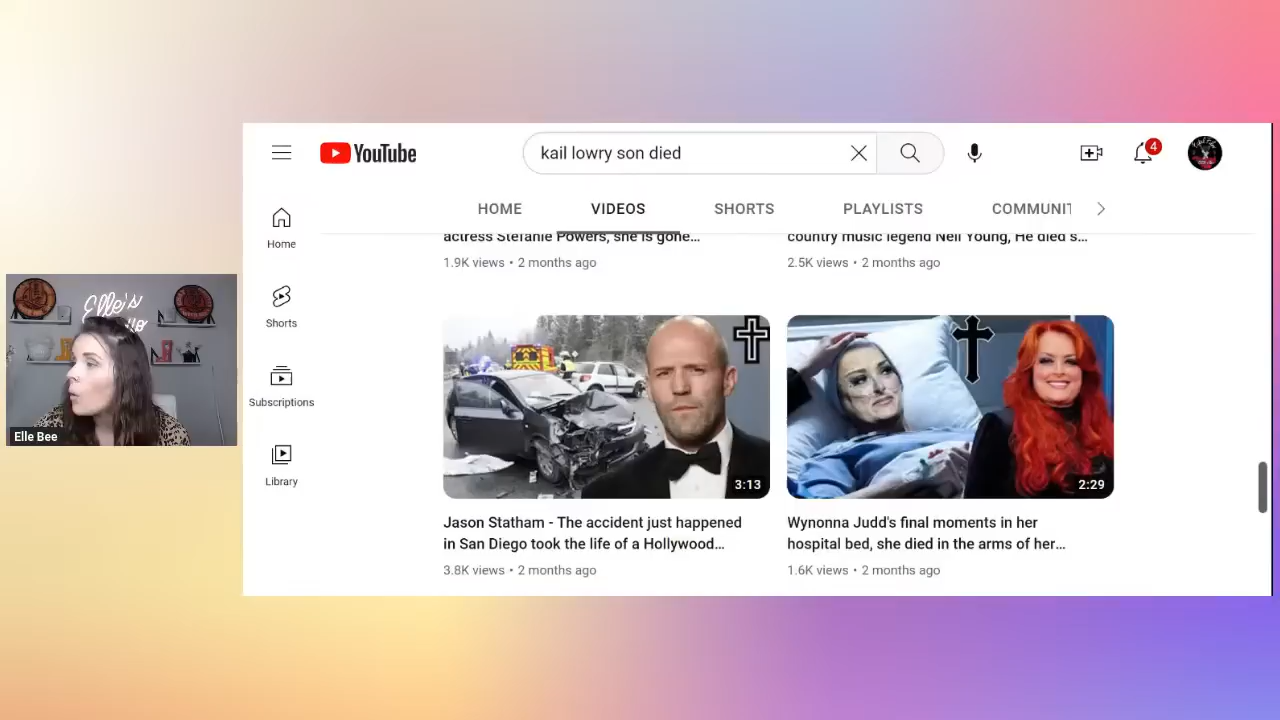 YouTube
kail lowry son died
4
HOME VIDEOS SHORTS PLAYLISTS COMMUNIT
Home
Shorts
Subscriptions
Library
actress Stefanie Powers, she is gone...
1.9K views • 2 months ago
country music legend Neil Young, He died s...
2.5K views • 2 months ago
Elle's
Elle Bee
3:13
Jason Statham - The accident just happened
in San Diego took the life of a Hollywood...
3.8K views • 2 months ago
2:29
Wynonna Judd's final moments in her
hospital bed, she died in the arms of her...
1.6K views • 2 months ago